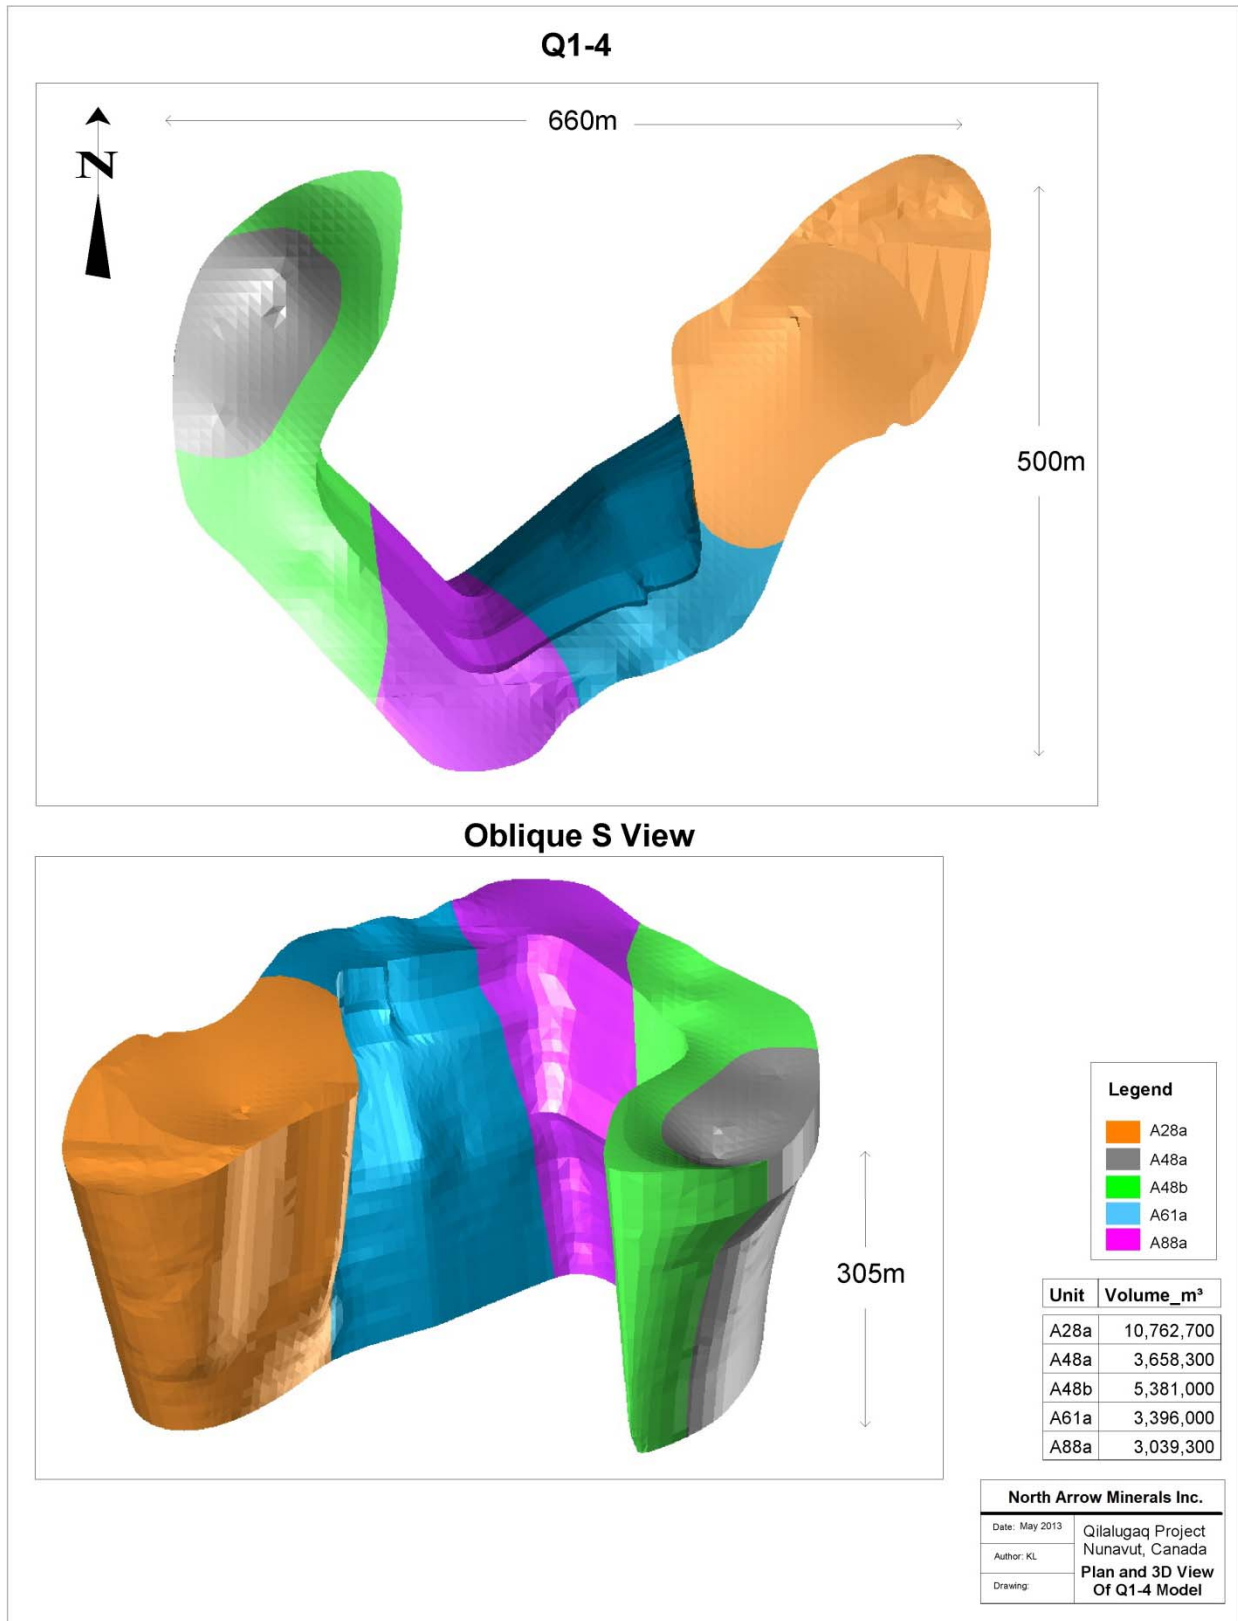 Q1-4
660m
N
500m
Oblique S View
305m
Legend
A28a
A48a
A48b
A61a
A88a
Unit Volume_m³
A28a 10,762,700
A48a 3,658,300
A48b 5,381,000
A61a 3,396,000
A88a 3,039,300
North Arrow Minerals Inc.
Date: May 2013
Author: KL
Drawing:
Qilalugaq Project
Nunavut, Canada
Plan and 3D View
Of Q1-4 Model